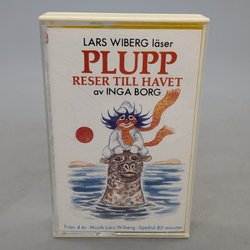 LARS WIBERG läser
PLUPP
RESER TILL HAVET
av INGA BORG
Från 4 år · Musik Lars Wiberg · Speltid 80 minuter